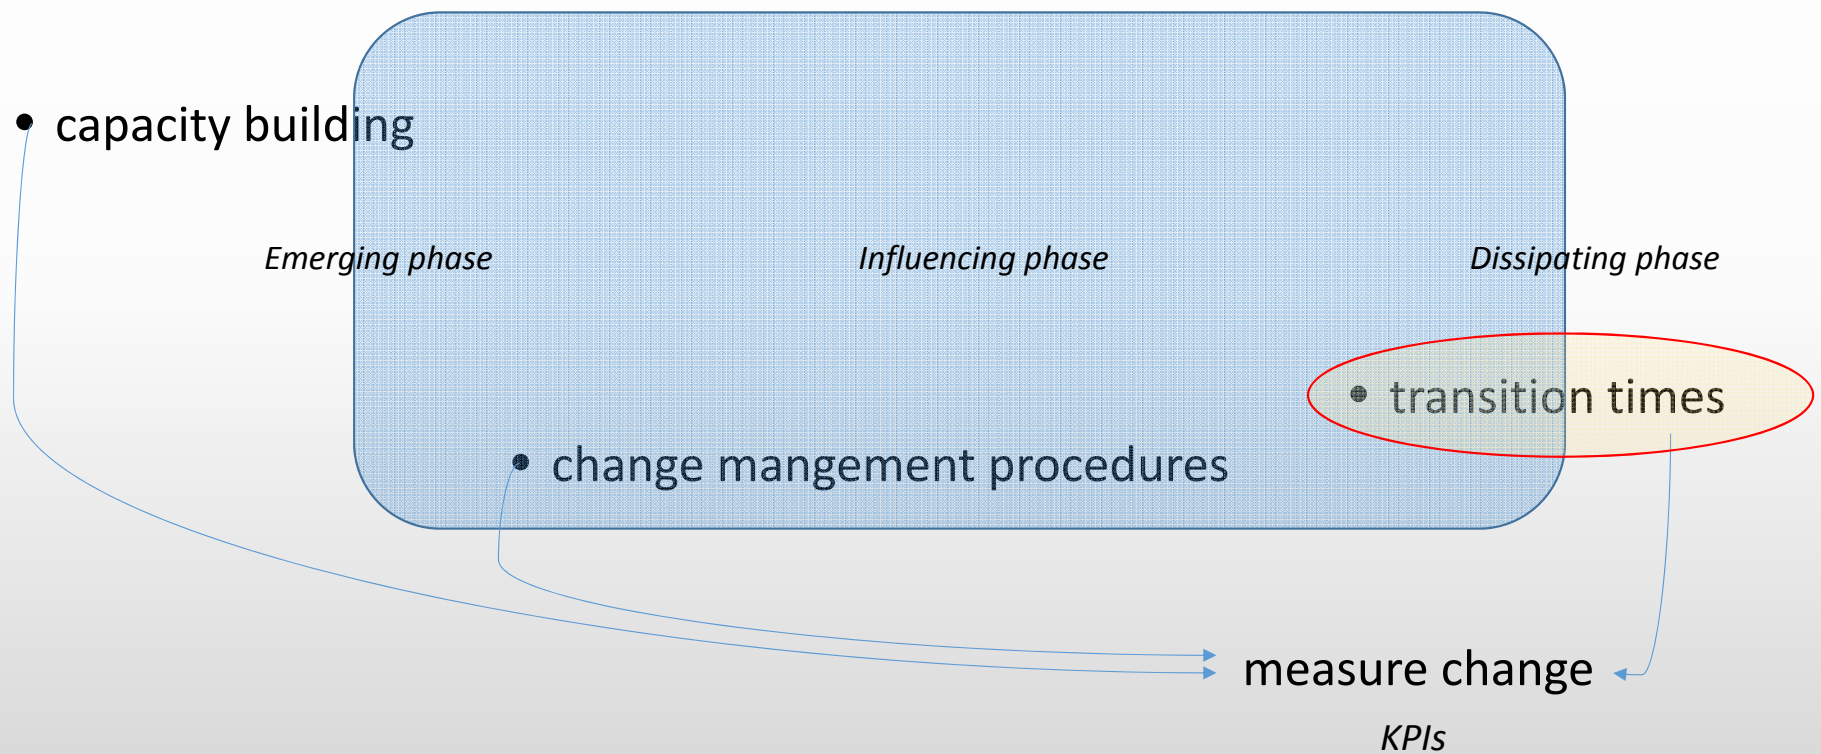 • capacity building
Emerging phase
Influencing phase
Dissipating phase
• transition times
• change mangement procedures
measure change
KPIs